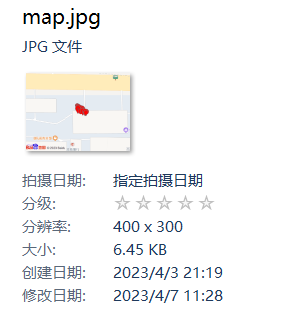 map.jpg
JPG 文件
拍摄日期: 指定拍摄日期
分级: ☆ ☆ ☆ ☆ ☆
分辨率: 400 x 300
大小: 6.45 KB
创建日期: 2023/4/3 21:19
修改日期: 2023/4/7 11:28